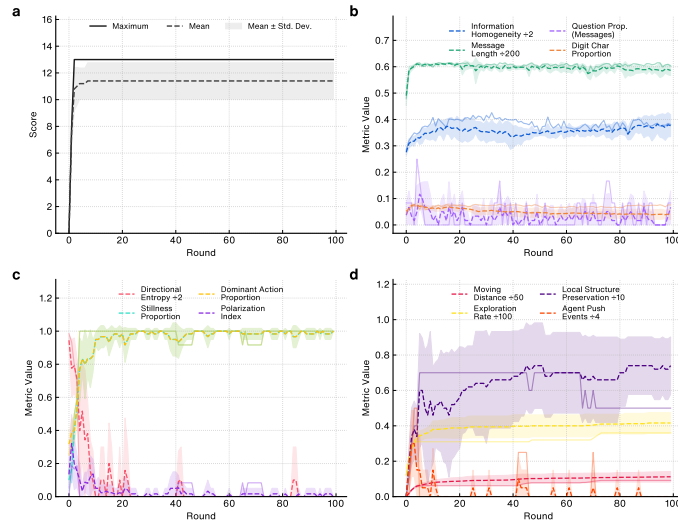 a
Maximum
Mean
Mean ± Std. Dev.
16
14
12
10
8
6
4
2
0
Score
0
20
40
60
80
100
Round
b
Information
Homogeneity ÷2
Message
Length ÷200
Question Prop.
(Messages)
Digit Char
Proportion
0.7
0.6
0.5
0.4
0.3
0.2
0.1
0.0
Metric Value
0
20
40
60
80
100
Round
c
Directional
Entropy ÷2
Stillness
Proportion
Dominant Action
Proportion
Polarization
Index
1.2
1.0
0.8
0.6
0.4
0.2
0.0
Metric Value
0
20
40
60
80
100
Round
d
Moving
Distance ÷50
Exploration
Rate ÷100
Local Structure
Preservation ÷10
Agent Push
Events ÷4
1.2
1.0
0.8
0.6
0.4
0.2
0.0
Metric Value
0
20
40
60
80
100
Round